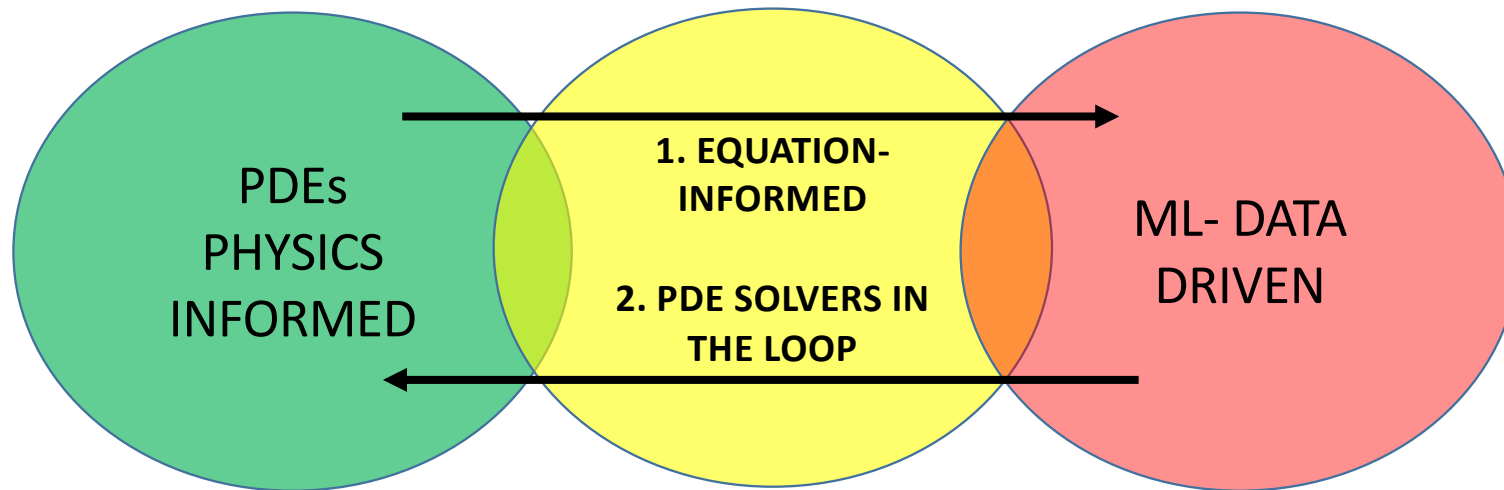 PDEs
PHYSICS
INFORMED
1. EQUATION-
INFORMED
2. PDE SOLVERS IN
THE LOOP
ML- DATA
DRIVEN